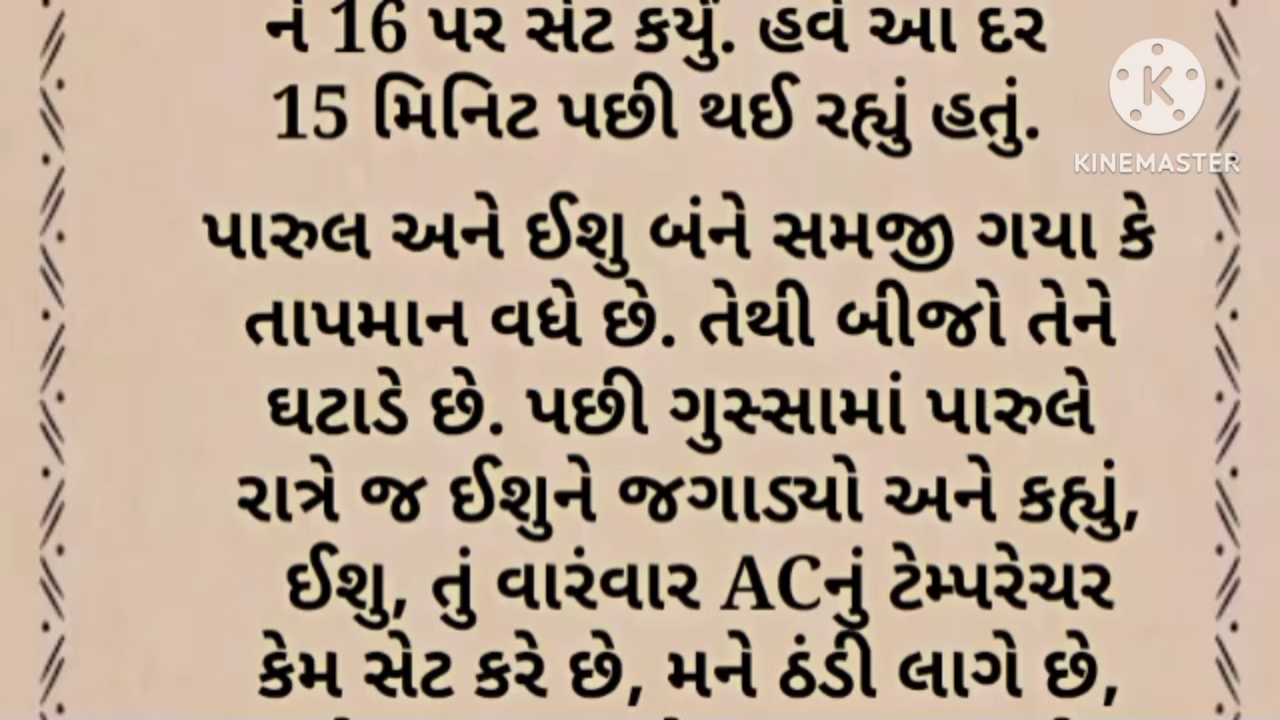 ને 16 પર સેટ કર્યું. હવે આ દર
15 મિનિટ પછી થઈ રહ્યું હતું.
KINEMASTER
પારુલ અને ઈશુ બંને સમજી ગયા કે
તાપમાન વધે છે. તેથી બીજો તેને
ઘટાડે છે. પછી ગુસ્સામાં પારુલે
રાત્રે જ ઈશુને જગાડ્યો અને કહ્યું,
ઈશુ, તું વારંવાર ACનું ટેમ્પરેચર
કેમ સેટ કરે છે, મને ઠંડી લાગે છે,